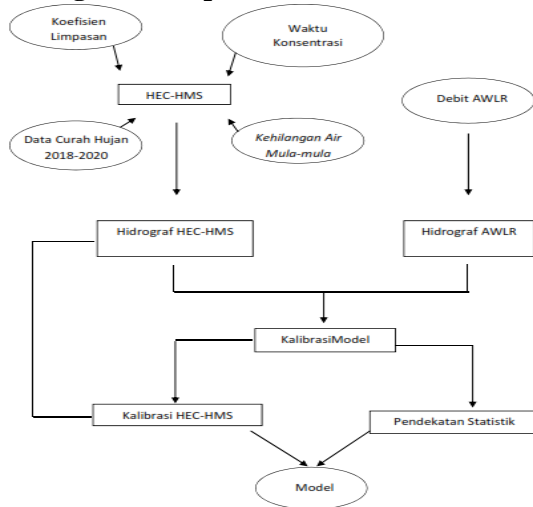 Koefisien
Limpasan
Waktu
Konsentrasi
HEC-HMS
Debit AWLR
Data Curah Hujan
2018-2020
Kehilangan Air
Mula-mula
Hidrograf HEC-HMS
Hidrograf AWLR
KalibrasiModel
Kalibrasi HEC-HMS
Pendekatan Statistik
Model